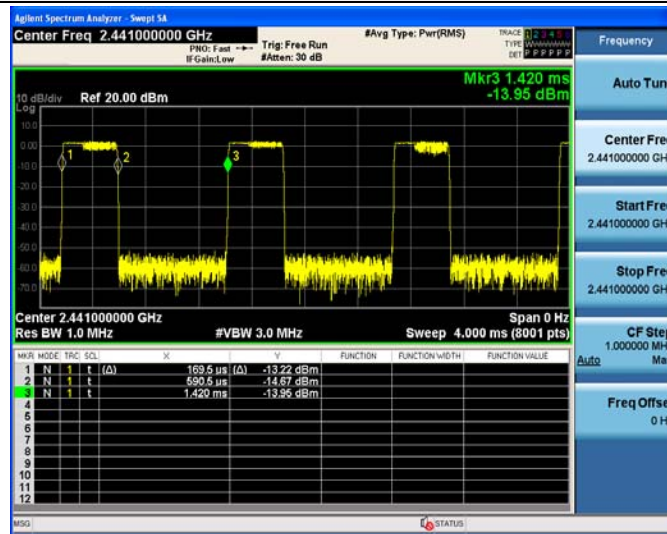 Agilent Spectrum Analyzer - Swept SA
Center Freq 2.441000000 GHz
PNO: Fast
IFGain:Low
Trig: Free Run
#Atten: 30 dB
#Avg Type: Pwr(RMS)
TRACE 1 2 3 4 5 6
TYPE WWWWWW
DET P P P P P P
Mkr3 1.420 ms
-13.95 dBm
10 dB/div Ref 20.00 dBm
Log
10.0
0.00
-10.0
-20.0
-30.0
-40.0
-50.0
-60.0
-70.0
1
2
3
Center 2.441000000 GHz
Span 0 Hz
Res BW 1.0 MHz #VBW 3.0 MHz Sweep 4.000 ms (8001 pts)
MKR MODE TRC SCL X Y FUNCTION FUNCTION WIDTH FUNCTION VALUE
1 N 1 t (Δ) 169.5 µs (Δ) -13.22 dBm
2 N 1 t 590.5 µs -14.67 dBm
3 N 1 t 1.420 ms -13.95 dBm
4
5
6
7
8
9
10
11
12
MSG
STATUS
Frequency
Auto Tun
Center Fre
2.441000000 GH
Start Fre
2.441000000 GH
Stop Fre
2.441000000 GH
CF Ste
1.000000 MH
Auto Ma
Freq Offse
0 H